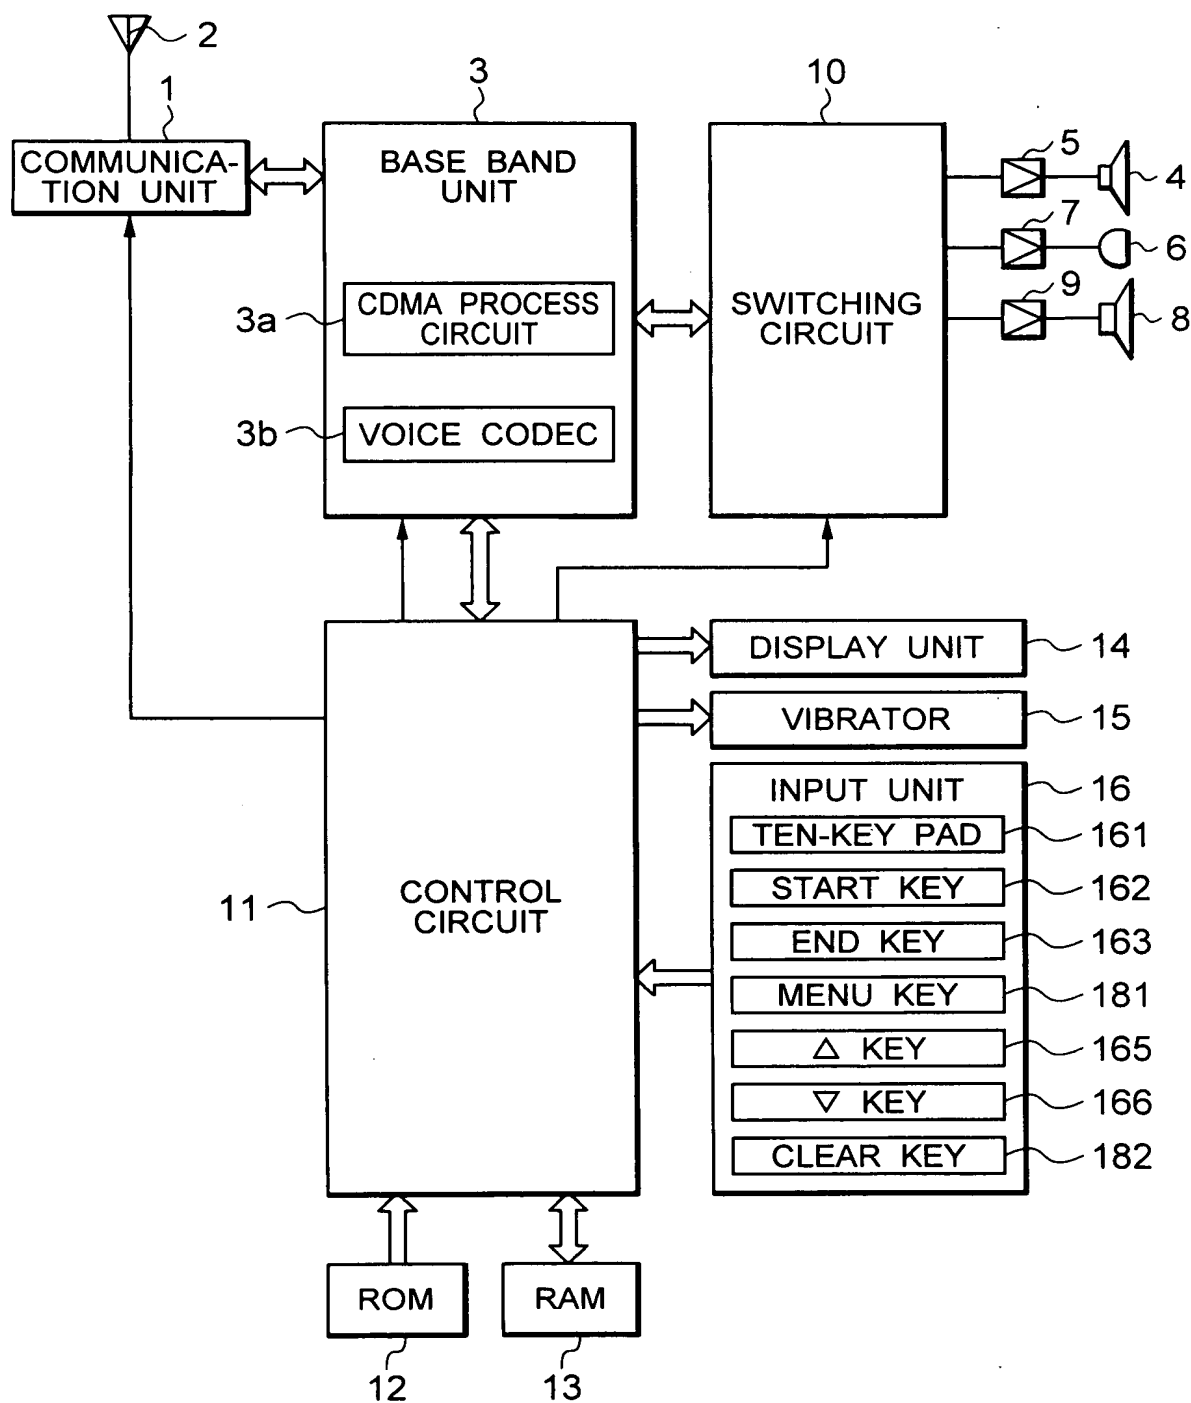 2
1
3
10
COMMUNICA-
TION UNIT
BASE BAND
UNIT
5
4
7
6
9
8
3a
CDMA PROCESS
CIRCUIT
SWITCHING
CIRCUIT
3b
VOICE CODEC
DISPLAY UNIT
14
VIBRATOR
15
INPUT UNIT
16
TEN-KEY PAD
161
START KEY
162
11
CONTROL
CIRCUIT
END KEY
163
MENU KEY
181
△ KEY
165
▽ KEY
166
CLEAR KEY
182
ROM
RAM
12
13